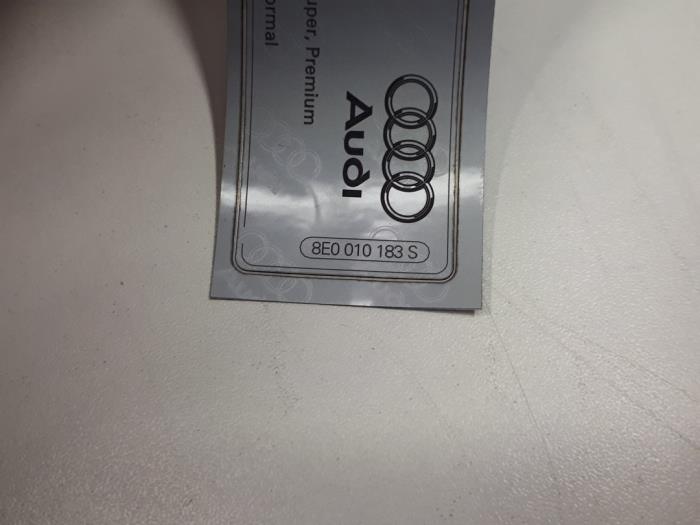 uper, Premium
ormal
Audi
8E0 010 183 S